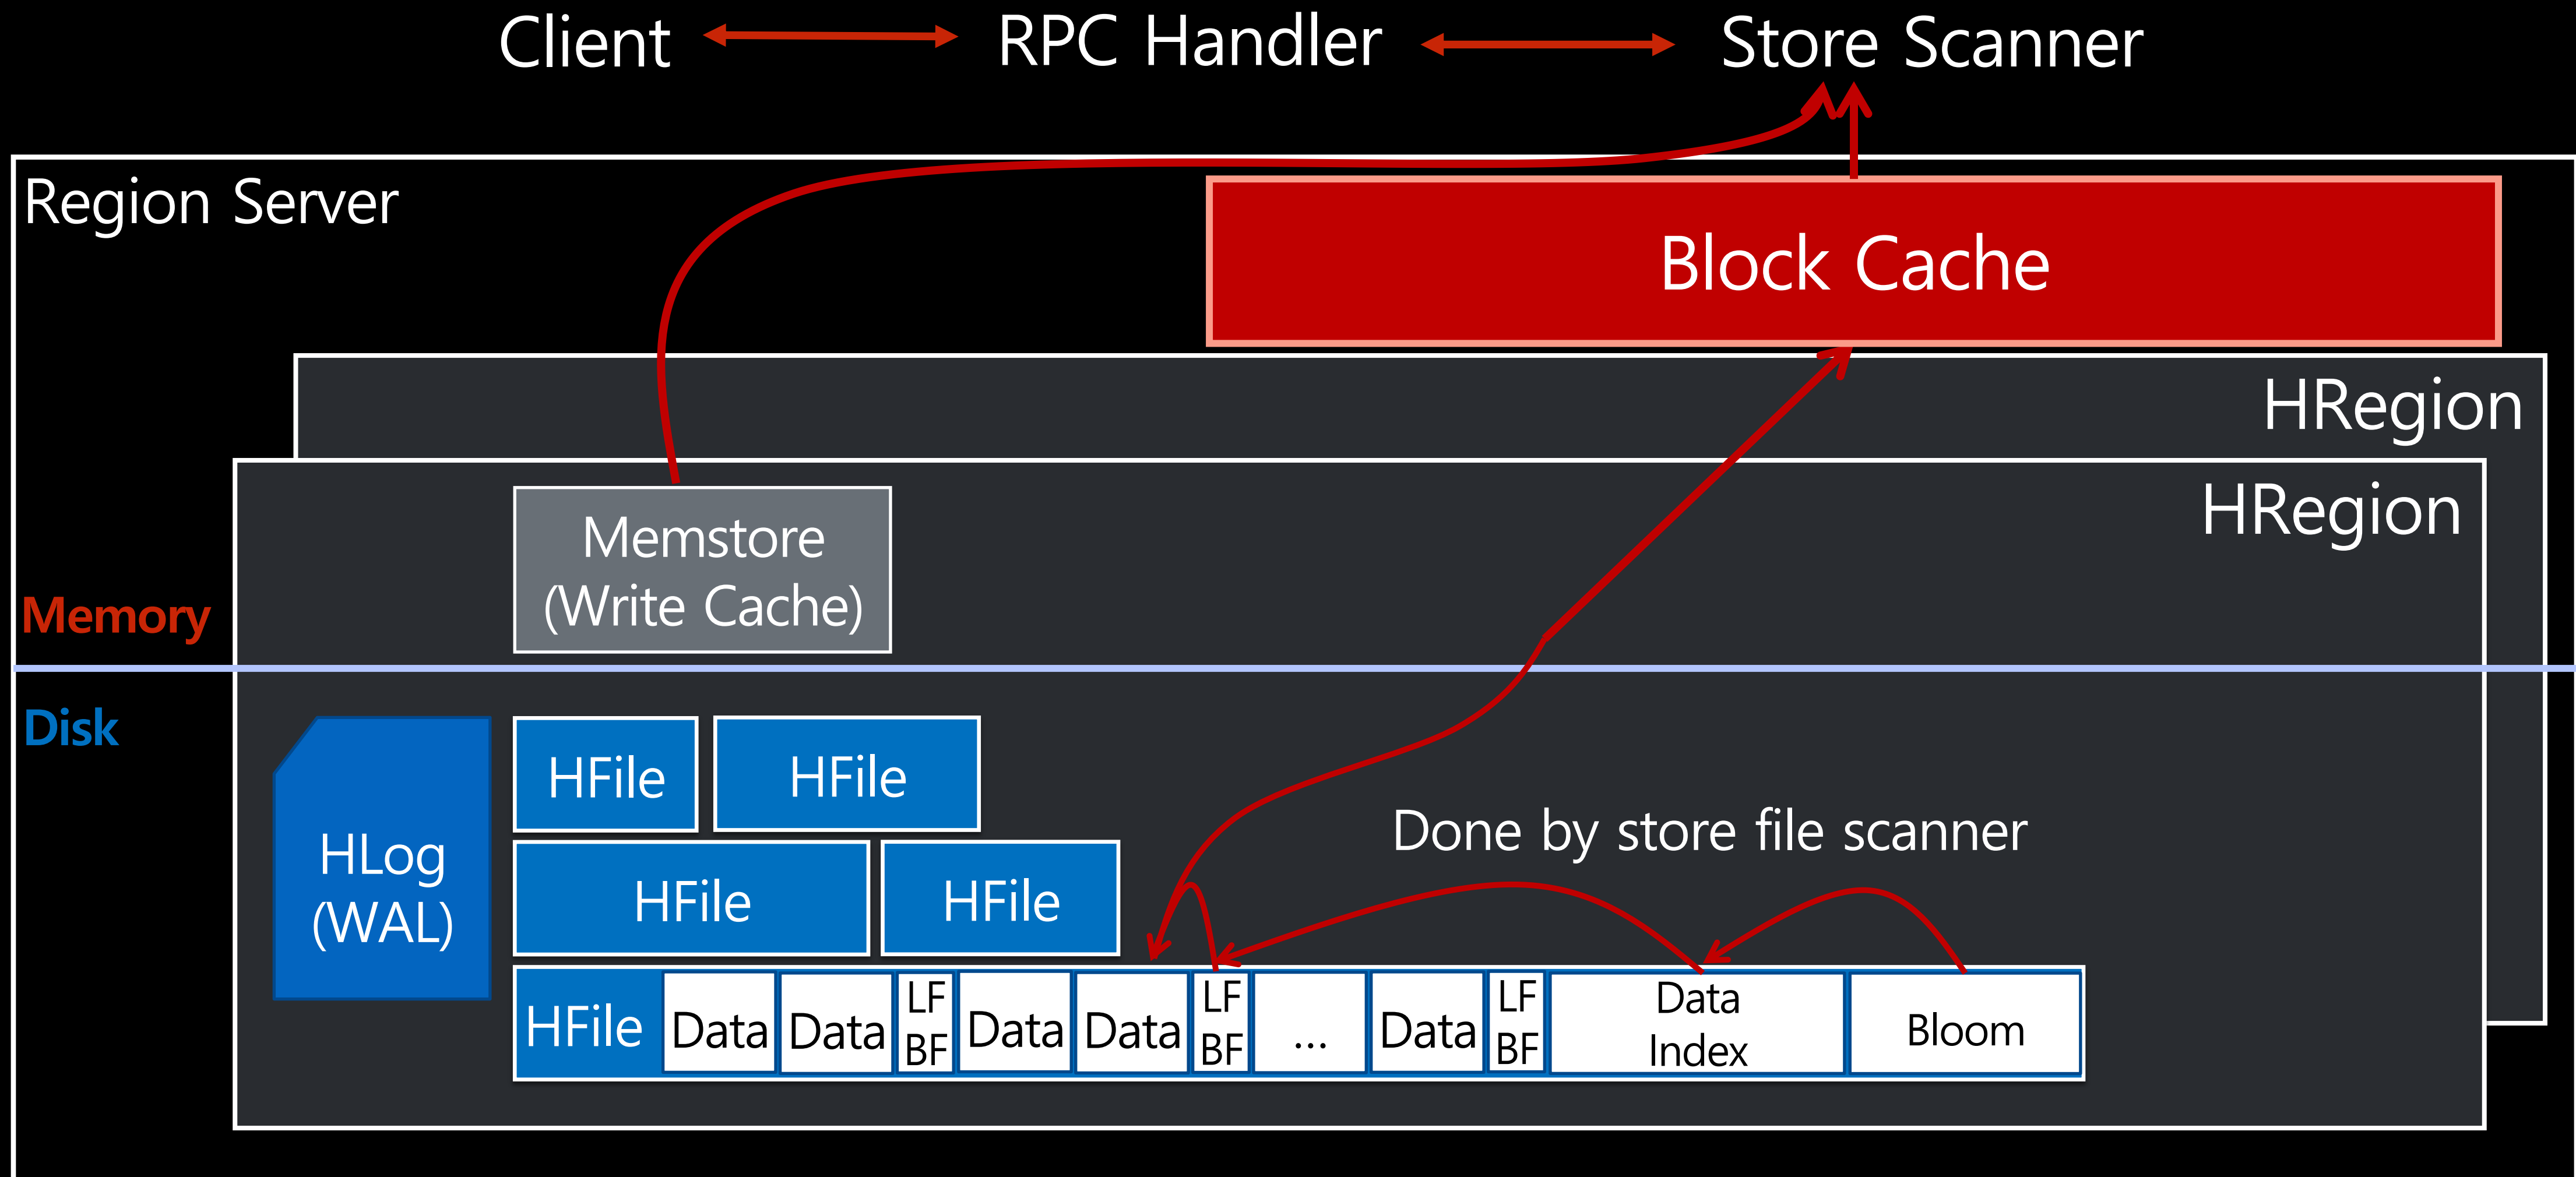 Client
RPC Handler
Store Scanner
Region Server
Block Cache
HRegion
HRegion
Memstore
(Write Cache)
Memory
Disk
HLog
(WAL)
HFile
HFile
HFile
HFile
Done by store file scanner
HFile
Data
Data
LF
BF
Data
Data
LF
BF
...
Data
LF
BF
Data
Index
Bloom